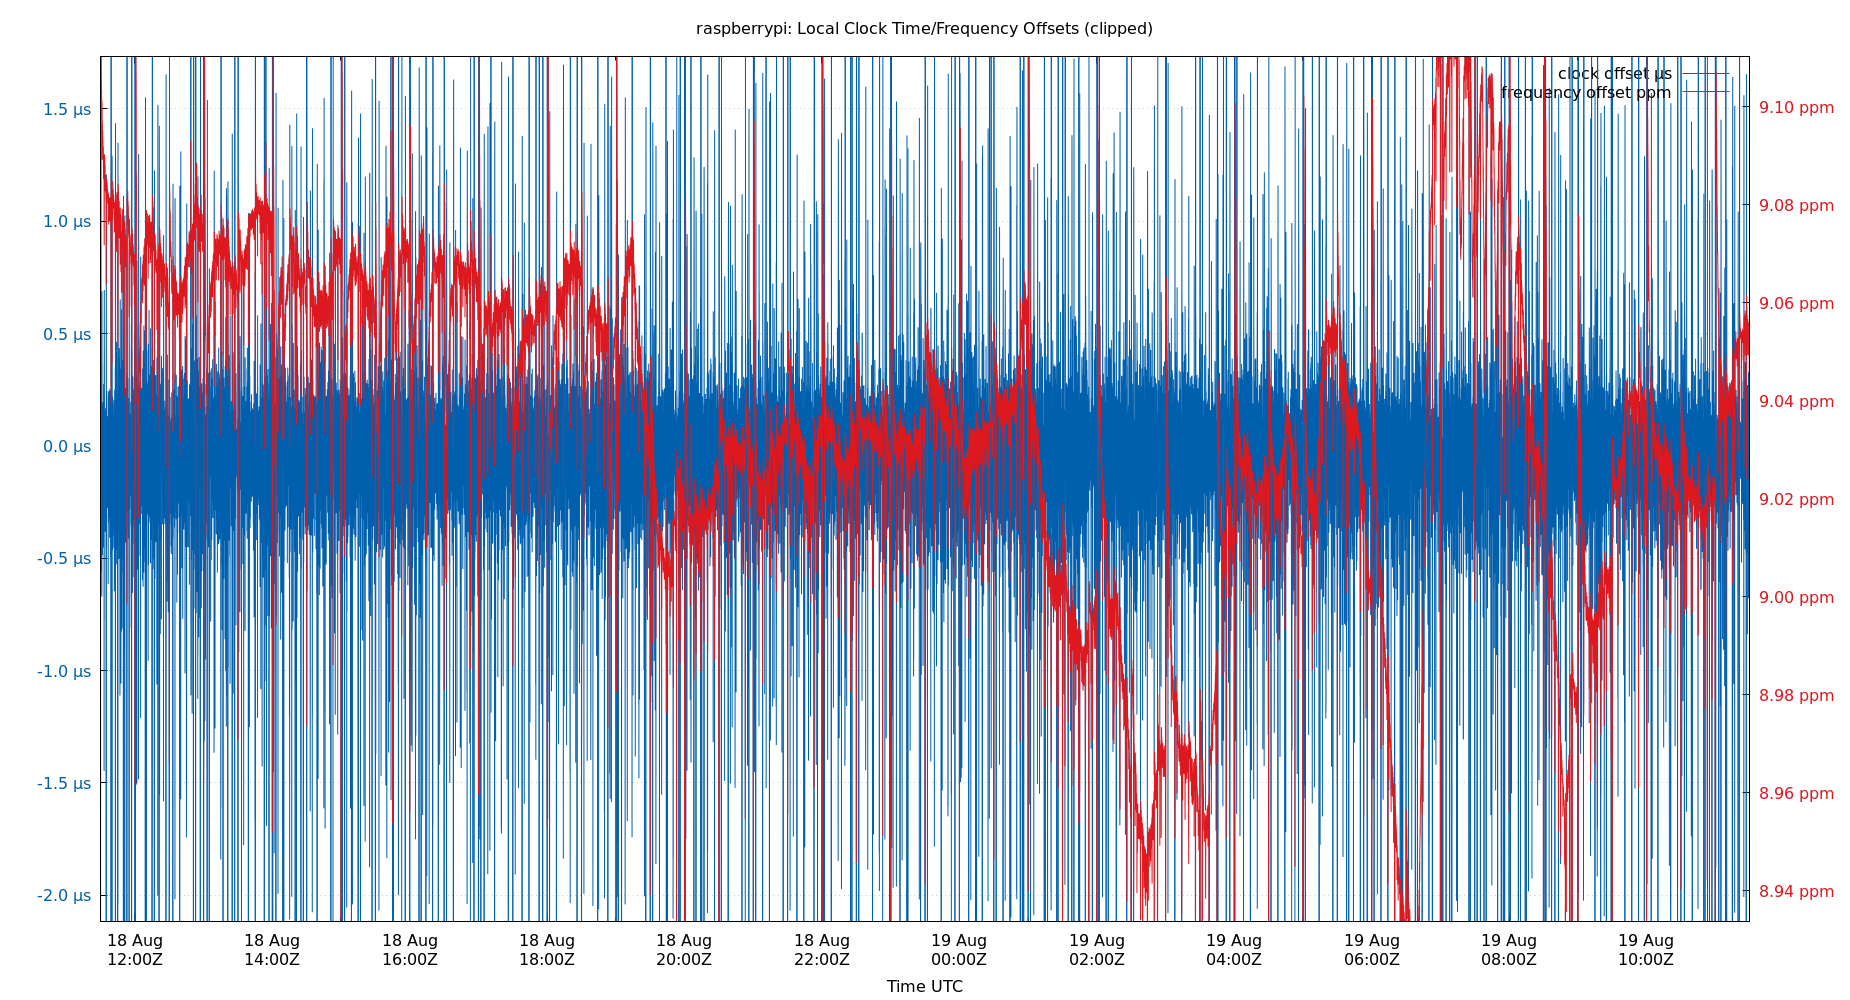 raspberrypi: Local Clock Time/Frequency Offsets (clipped)
clock offset µs
frequency offset ppm
1.5 µs
1.0 µs
0.5 µs
0.0 µs
-0.5 µs
-1.0 µs
-1.5 µs
-2.0 µs
9.10 ppm
9.08 ppm
9.06 ppm
9.04 ppm
9.02 ppm
9.00 ppm
8.98 ppm
8.96 ppm
8.94 ppm
18 Aug 18 Aug 18 Aug 18 Aug 18 Aug 18 Aug 19 Aug 19 Aug 19 Aug 19 Aug 19 Aug 19 Aug
12:00Z 14:00Z 16:00Z 18:00Z 20:00Z 22:00Z 00:00Z 02:00Z 04:00Z 06:00Z 08:00Z 10:00Z
Time UTC